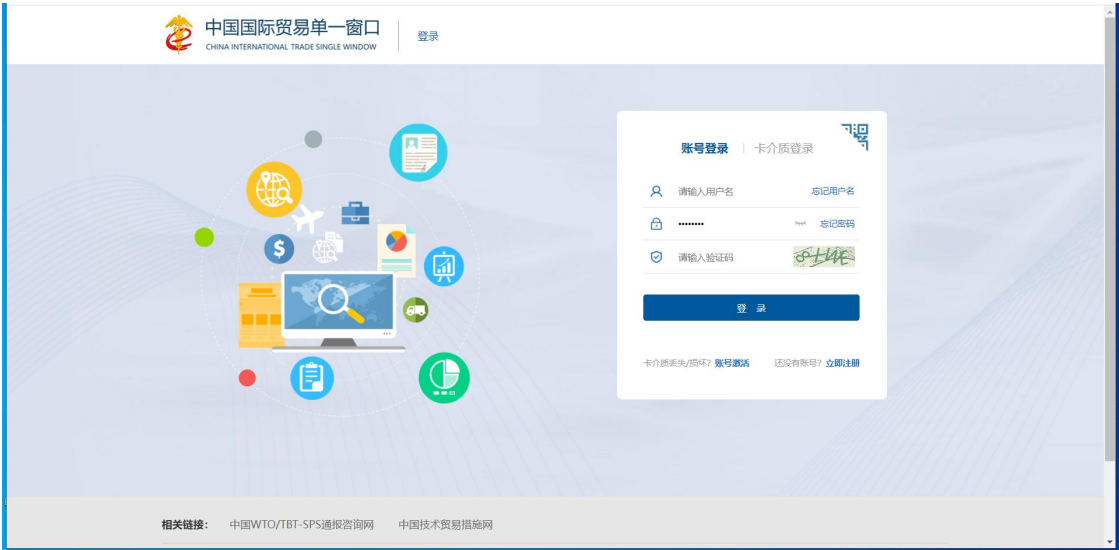 中国国际贸易单一窗口
CHINA INTERNATIONAL TRADE SINGLE WINDOW
登录
账号登录 卡介质登录
请输入用户名 忘记用户名
•••••••• 忘记密码
请输入验证码
登 录
卡介质丢失/损坏? 账号激活 还没有账号? 立即注册
相关链接: 中国WTO/TBT-SPS通报咨询网 中国技术贸易措施网